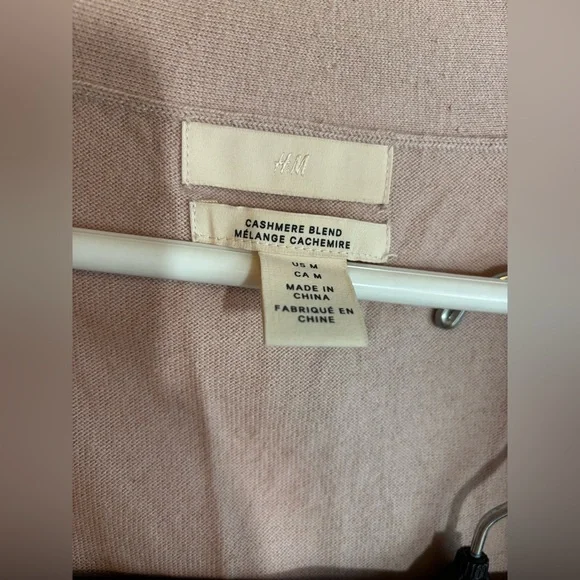 H&M
CASHMERE BLEND
MÉLANGE CACHEMIRE
US M
CA M
MADE IN
CHINA
FABRIQUÉ EN
CHINE